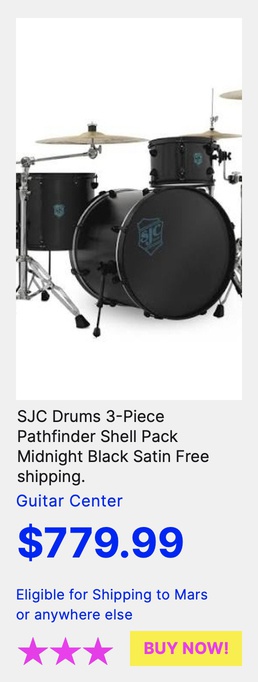 SJC
SJC Drums 3-Piece
Pathfinder Shell Pack
Midnight Black Satin Free
shipping.
Guitar Center
$779.99
Eligible for Shipping to Mars
or anywhere else
BUY NOW!